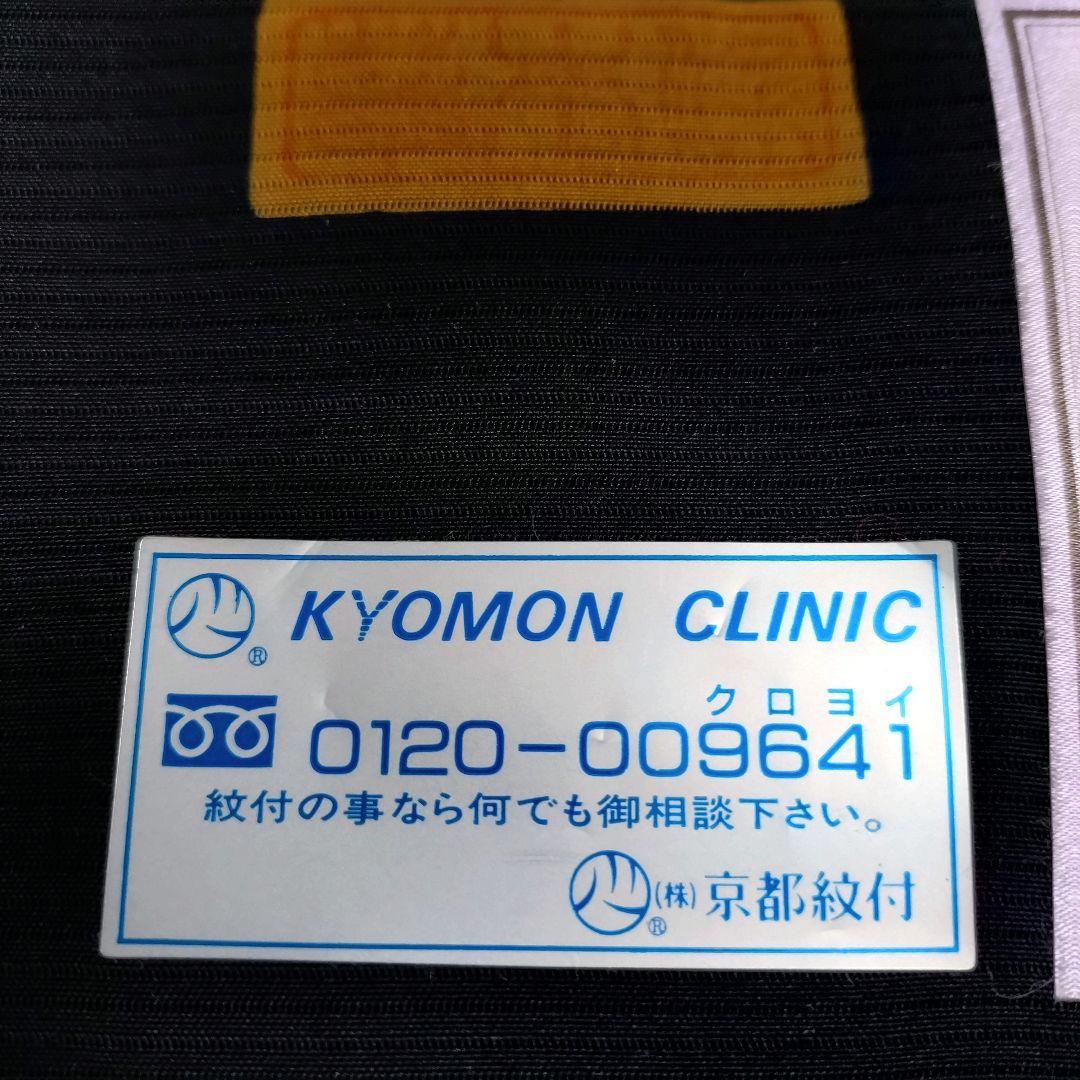 KYOMON CLINIC
®
クロヨイ
0120-009641
紋付の事なら何でも御相談下さい。
(株)京都紋付
®